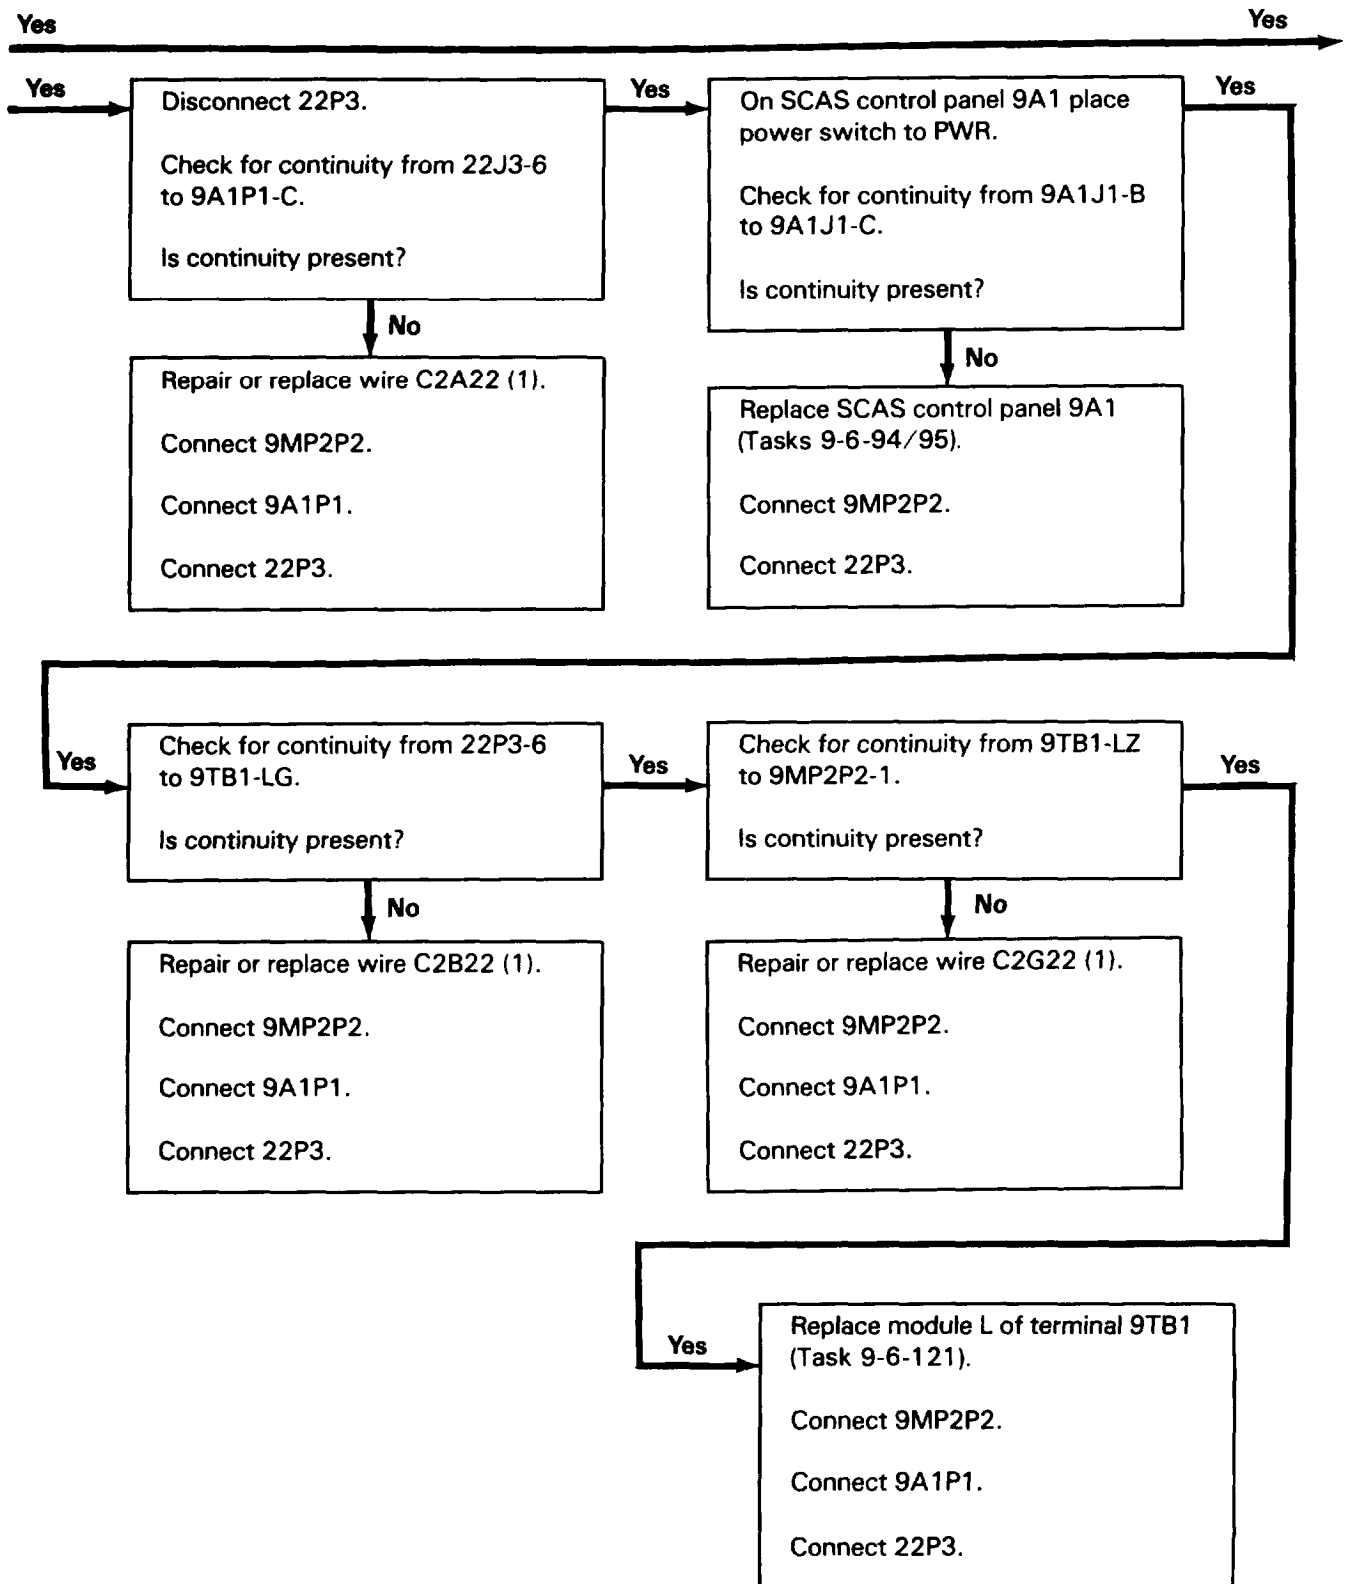 Yes
Yes
Yes
Disconnect 22P3.
Check for continuity from 22J3-6
to 9A1P1-C.
Is continuity present?
Yes
On SCAS control panel 9A1 place
power switch to PWR.
Check for continuity from 9A1J1-B
to 9A1J1-C.
Is continuity present?
Yes
No
Repair or replace wire C2A22 (1).
Connect 9MP2P2.
Connect 9A1P1.
Connect 22P3.
No
Replace SCAS control panel 9A1
(Tasks 9-6-94/95).
Connect 9MP2P2.
Connect 22P3.
Yes
Check for continuity from 22P3-6
to 9TB1-LG.
Is continuity present?
Yes
Check for continuity from 9TB1-LZ
to 9MP2P2-1.
Is continuity present?
Yes
No
Repair or replace wire C2B22 (1).
Connect 9MP2P2.
Connect 9A1P1.
Connect 22P3.
No
Repair or replace wire C2G22 (1).
Connect 9MP2P2.
Connect 9A1P1.
Connect 22P3.
Yes
Replace module L of terminal 9TB1
(Task 9-6-121).
Connect 9MP2P2.
Connect 9A1P1.
Connect 22P3.